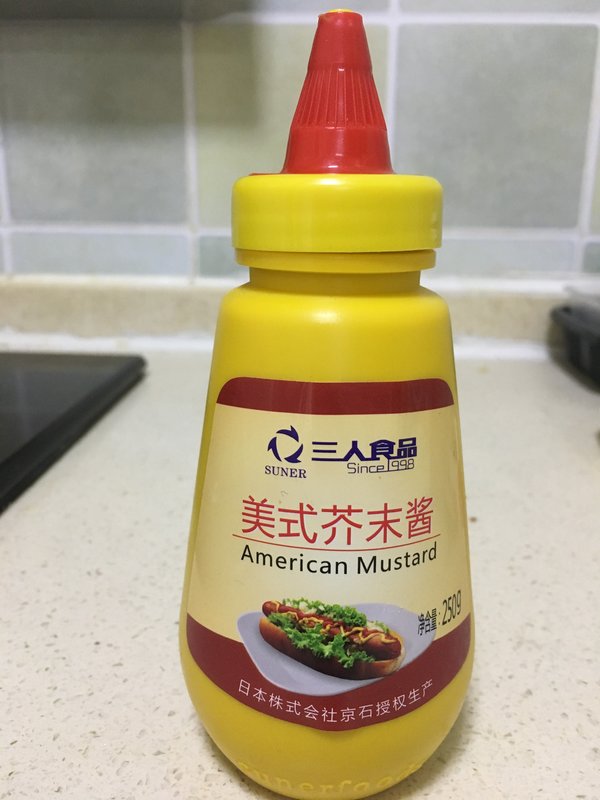 三人食品
SUNER
Since1998
美式芥末酱
American Mustard
净含量:250g
日本株式会社京石授权生产
sunerfoods